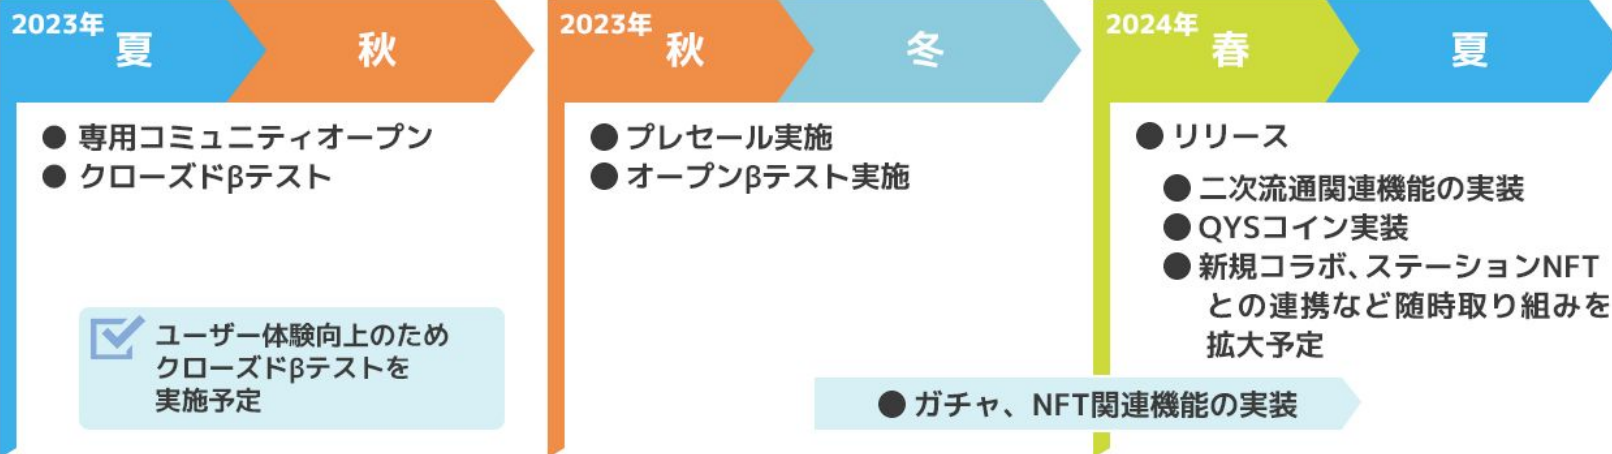 2023年
夏
秋
● 専用コミュニティオープン
● クローズドβテスト
ユーザー体験向上のため
クローズドβテストを
実施予定
2023年
秋
冬
● プレセール実施
● オープンβテスト実施
2024年
春
夏
● リリース
● 二次流通関連機能の実装
● QYSコイン実装
● 新規コラボ、ステーションNFT
との連携など随時取り組みを
拡大予定
● ガチャ、NFT関連機能の実装